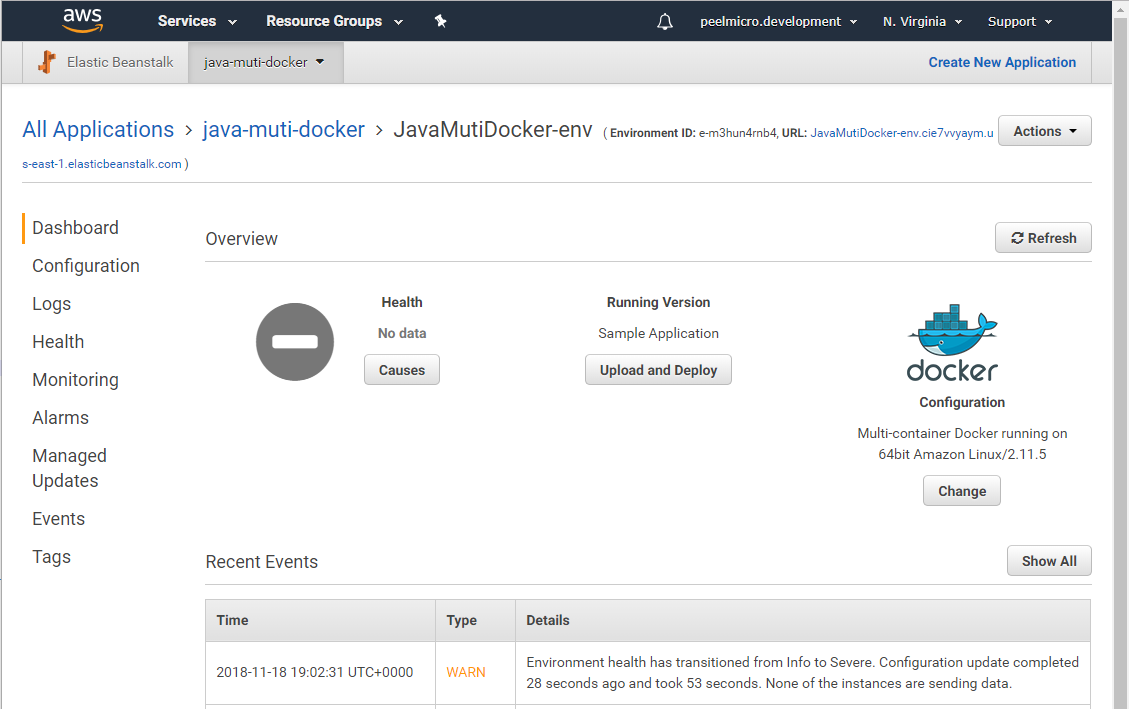 aws Services Resource Groups peelmicro.development N. Virginia Support
Elastic Beanstalk java-muti-docker Create New Application
All Applications > java-muti-docker > JavaMutiDocker-env ( Environment ID: e-m3hun4rnb4, URL: JavaMutiDocker-env.cie7vvyaym.u
s-east-1.elasticbeanstalk.com )
Actions
Dashboard
Configuration
Logs
Health
Monitoring
Alarms
Managed
Updates
Events
Tags
Overview
Refresh
Health
No data
Causes
Running Version
Sample Application
Upload and Deploy
docker
Configuration
Multi-container Docker running on
64bit Amazon Linux/2.11.5
Change
Recent Events
Show All
Time Type Details
2018-11-18 19:02:31 UTC+0000 WARN Environment health has transitioned from Info to Severe. Configuration update completed
28 seconds ago and took 53 seconds. None of the instances are sending data.